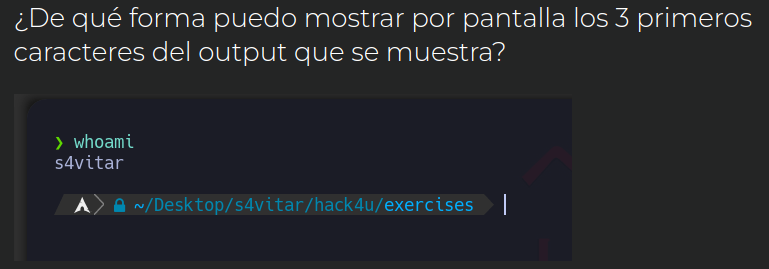 ¿De qué forma puedo mostrar por pantalla los 3 primeros
caracteres del output que se muestra?
❯ whoami
s4vitar
~/Desktop/s4vitar/hack4u/exercises